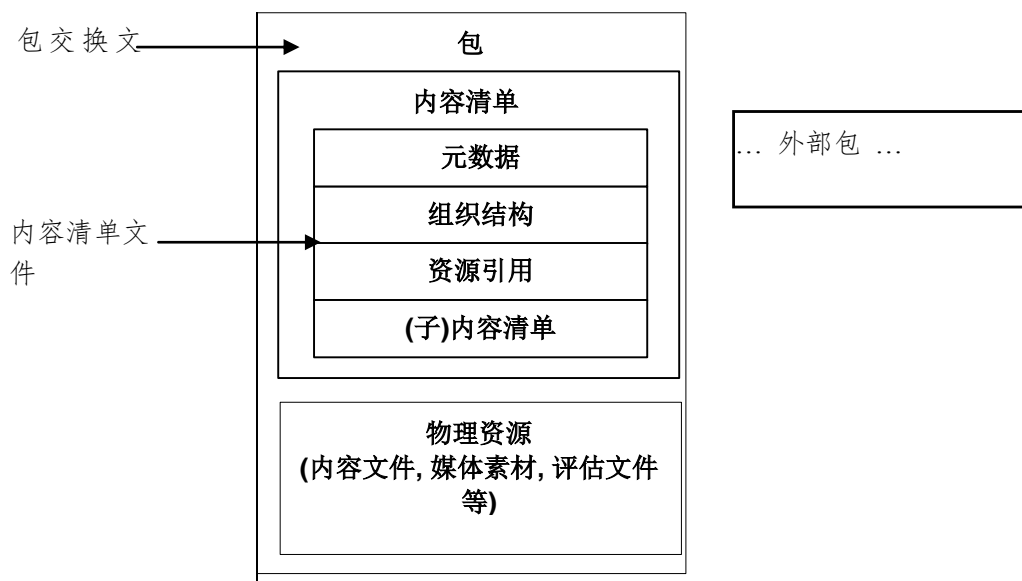 包交换文
包
内容清单
元数据
... 外部包 ...
组织结构
内容清单文
件
资源引用
(子)内容清单
物理资源
(内容文件, 媒体素材, 评估文件
等)